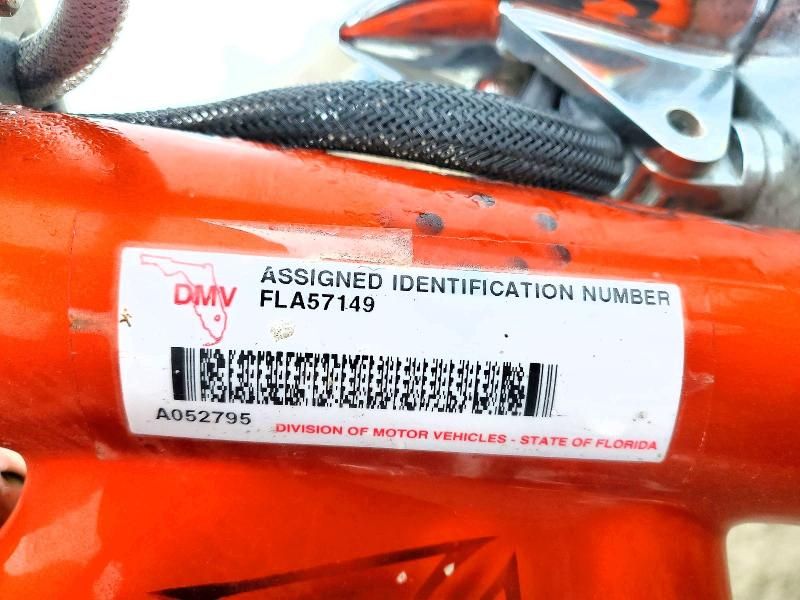 DMV
ASSIGNED IDENTIFICATION NUMBER
FLA57149
A052795
DIVISION OF MOTOR VEHICLES - STATE OF FLORIDA